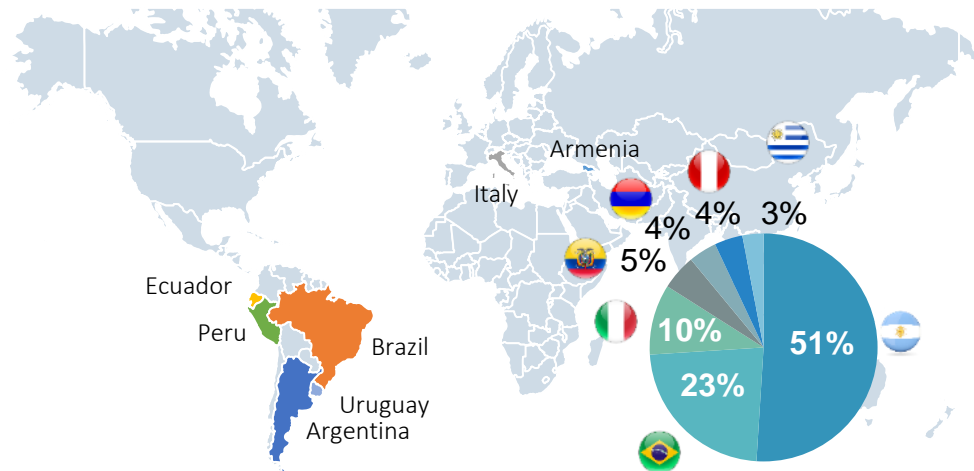 Armenia
Italy
4%
4%
3%
5%
Ecuador
Peru
Brazil
10%
51%
23%
Uruguay
Argentina